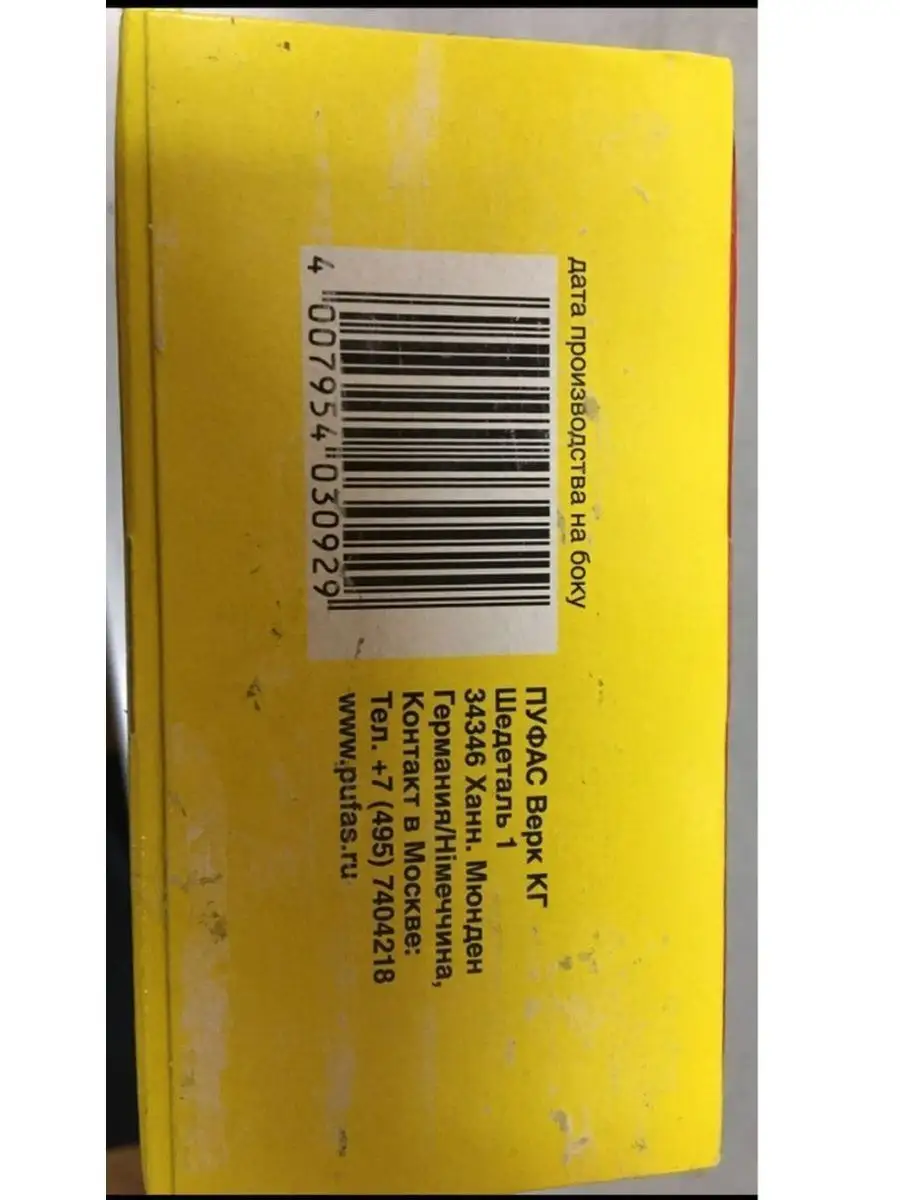 дата производства на боку
4 007954 030929
ПУФАС Верк КГ
Шедеталь 1
34346 Ханн. Мюнден
Германия/Німеччина,
Контакт в Москве:
Тел. +7 (495) 7404218
www.pufas.ru